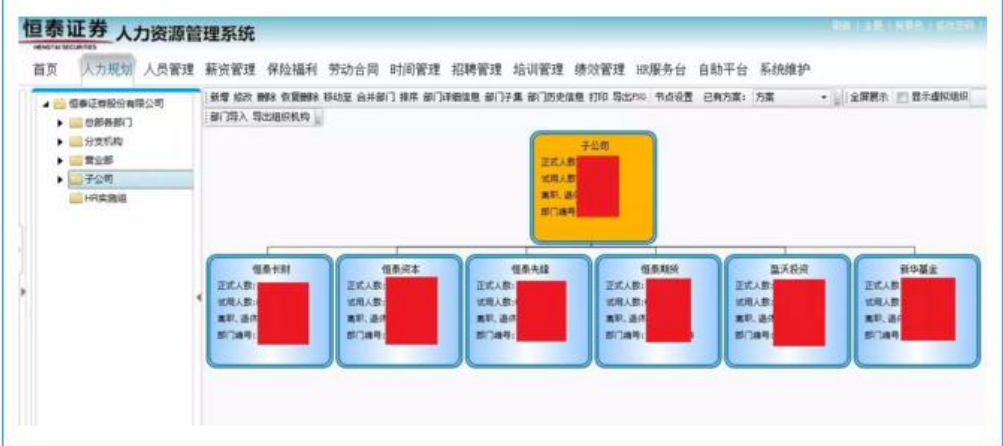 恒泰证券 人力资源管理系统
HENGTAI SECURITIES
首页 人力规划 人员管理 薪资管理 保险福利 劳动合同 时间管理 招聘管理 培训管理 绩效管理 HR服务台 自助平台 系统维护
新增 修改 删除 恢复删除 移动至 合并部门 排序 部门详细信息 部门子集 部门历史信息 打印 导出PNG 节点设置 已有方案: 方案 全屏展示 显示虚拟组织
部门导入 导出组织机构
恒泰证券股份有限公司
总部各部门
分支机构
营业部
子公司
HR实施组
子公司
正式人数
试用人数
离职、退
部门编号
恒泰长财 恒泰资本 恒泰先锋 恒泰期货 盈沃投资 新华基金
正式人数: 正式人数: 正式人数: 正式人数: 正式人数: 正式人数
试用人数: 试用人数: 试用人数: 试用人数: 试用人数: 试用人数
离职、退休 离职、退休 离职、退休 离职、退休 离职、退休 离职、退休
部门编号: 部门编号: 部门编号: 部门编号: 部门编号: 部门编号